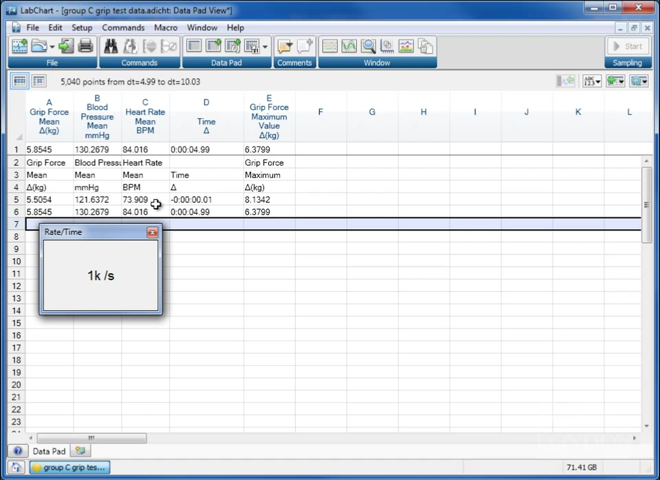 LabChart - [group C grip test data.adicht: Data Pad View*]
File Edit Setup Commands Macro Window Help
Start
File Commands Data Pad Comments Window Sampling
5,040 points from dt=4.99 to dt=10.03
A B C D E F G H I J K L
Grip Force Mean Δ(kg)
Blood Pressure Mean mmHg
Heart Rate Mean BPM
Time Δ
Grip Force Maximum Value Δ(kg)
1 5.8545 130.2679 84.016 0:00:04.99 6.3799
2 Grip Force Blood Pressu Heart Rate Grip Force
3 Mean Mean Mean Time Maximum
4 Δ(kg) mmHg BPM Δ Δ(kg)
5 5.5054 121.6372 73.909 -0:00:00.01 8.1342
6 5.8545 130.2679 84.016 0:00:04.99 6.3799
7
8
9
10
11
12
13
14
15
16
17
18
19
20
21
22
23
Rate/Time
1k /s
Data Pad
group C grip tes...
71.41 GB